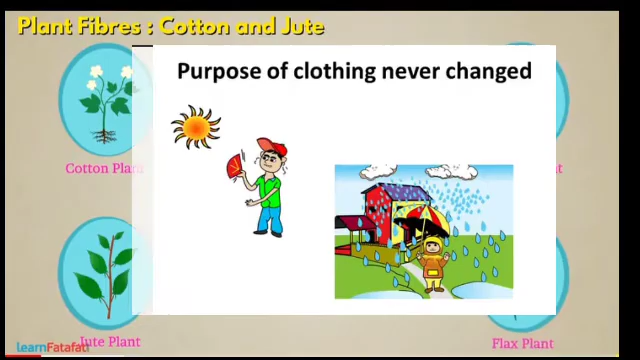 Plant Fibres : Cotton and Jute
Purpose of clothing never changed
Cotton Plant
Jute Plant
Flax Plant
learnFatafat